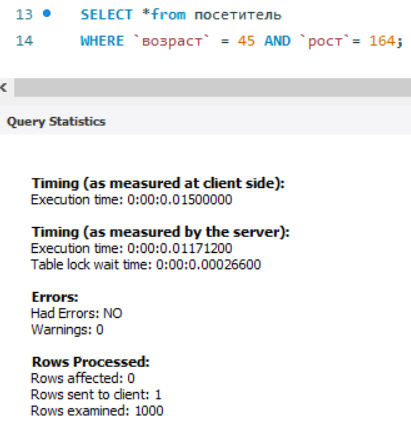 13 SELECT *from посетитель
14 WHERE `возраст` = 45 AND `рост`= 164;
Query Statistics
Timing (as measured at client side):
Execution time: 0:00:0.01500000
Timing (as measured by the server):
Execution time: 0:00:0.01171200
Table lock wait time: 0:00:0.00026600
Errors:
Had Errors: NO
Warnings: 0
Rows Processed:
Rows affected: 0
Rows sent to client: 1
Rows examined: 1000